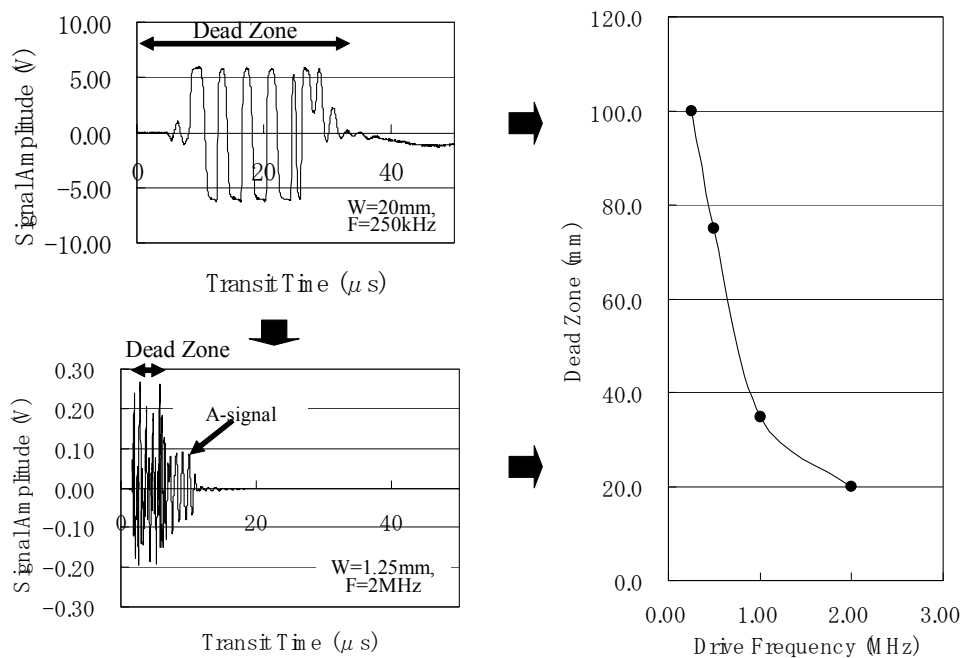 10.00
5.00
0.00
-5.00
-10.00
Signal Amplitude (V)
Dead Zone
0
20
40
W=20mm,
F=250kHz
Transit Time (μs)
Dead Zone
0.30
0.20
0.10
0.00
-0.10
-0.20
-0.30
Signal Amplitude (V)
A-signal
0
20
40
W=1.25mm,
F=2MHz
Transit Time (μs)
120.0
100.0
80.0
60.0
40.0
20.0
0.0
Dead Zone (mm)
0.00
1.00
2.00
3.00
Drive Frequency (MHz)